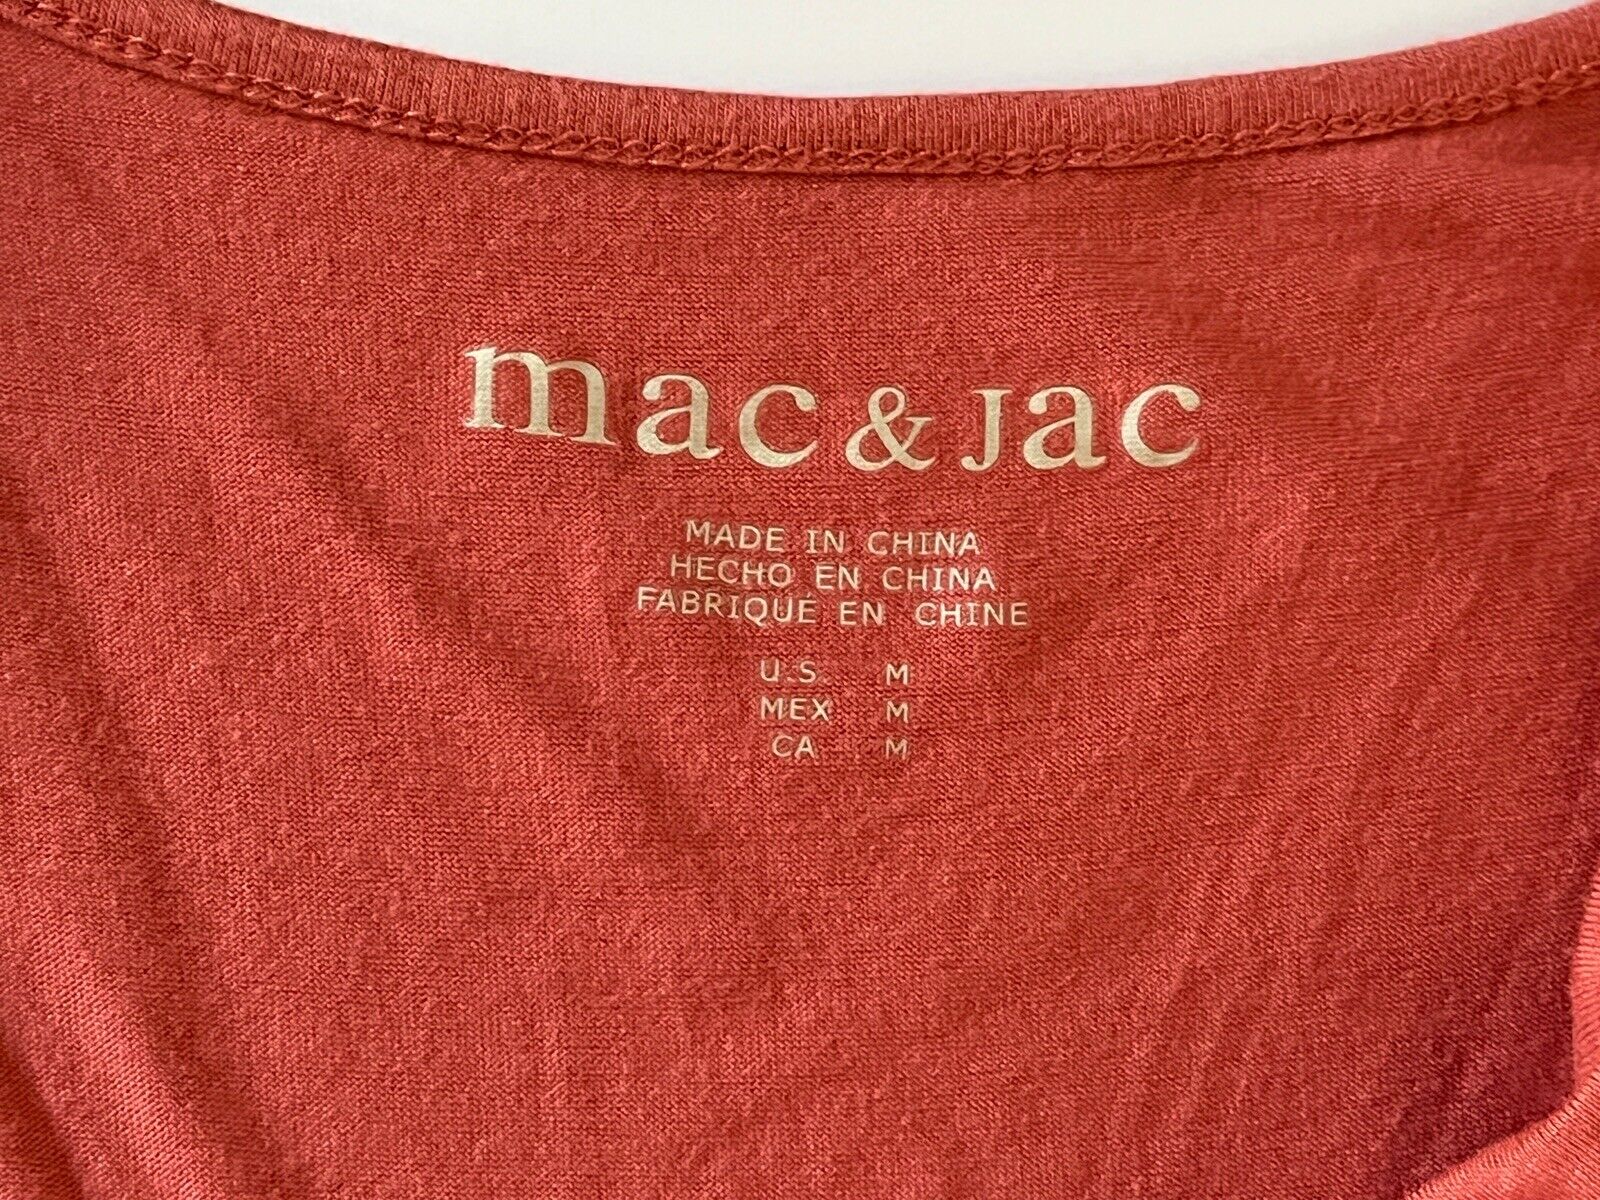 mac & Jac
MADE IN CHINA
HECHO EN CHINA
FABRIQUÉ EN CHINE
U.S. M
MEX M
CA M